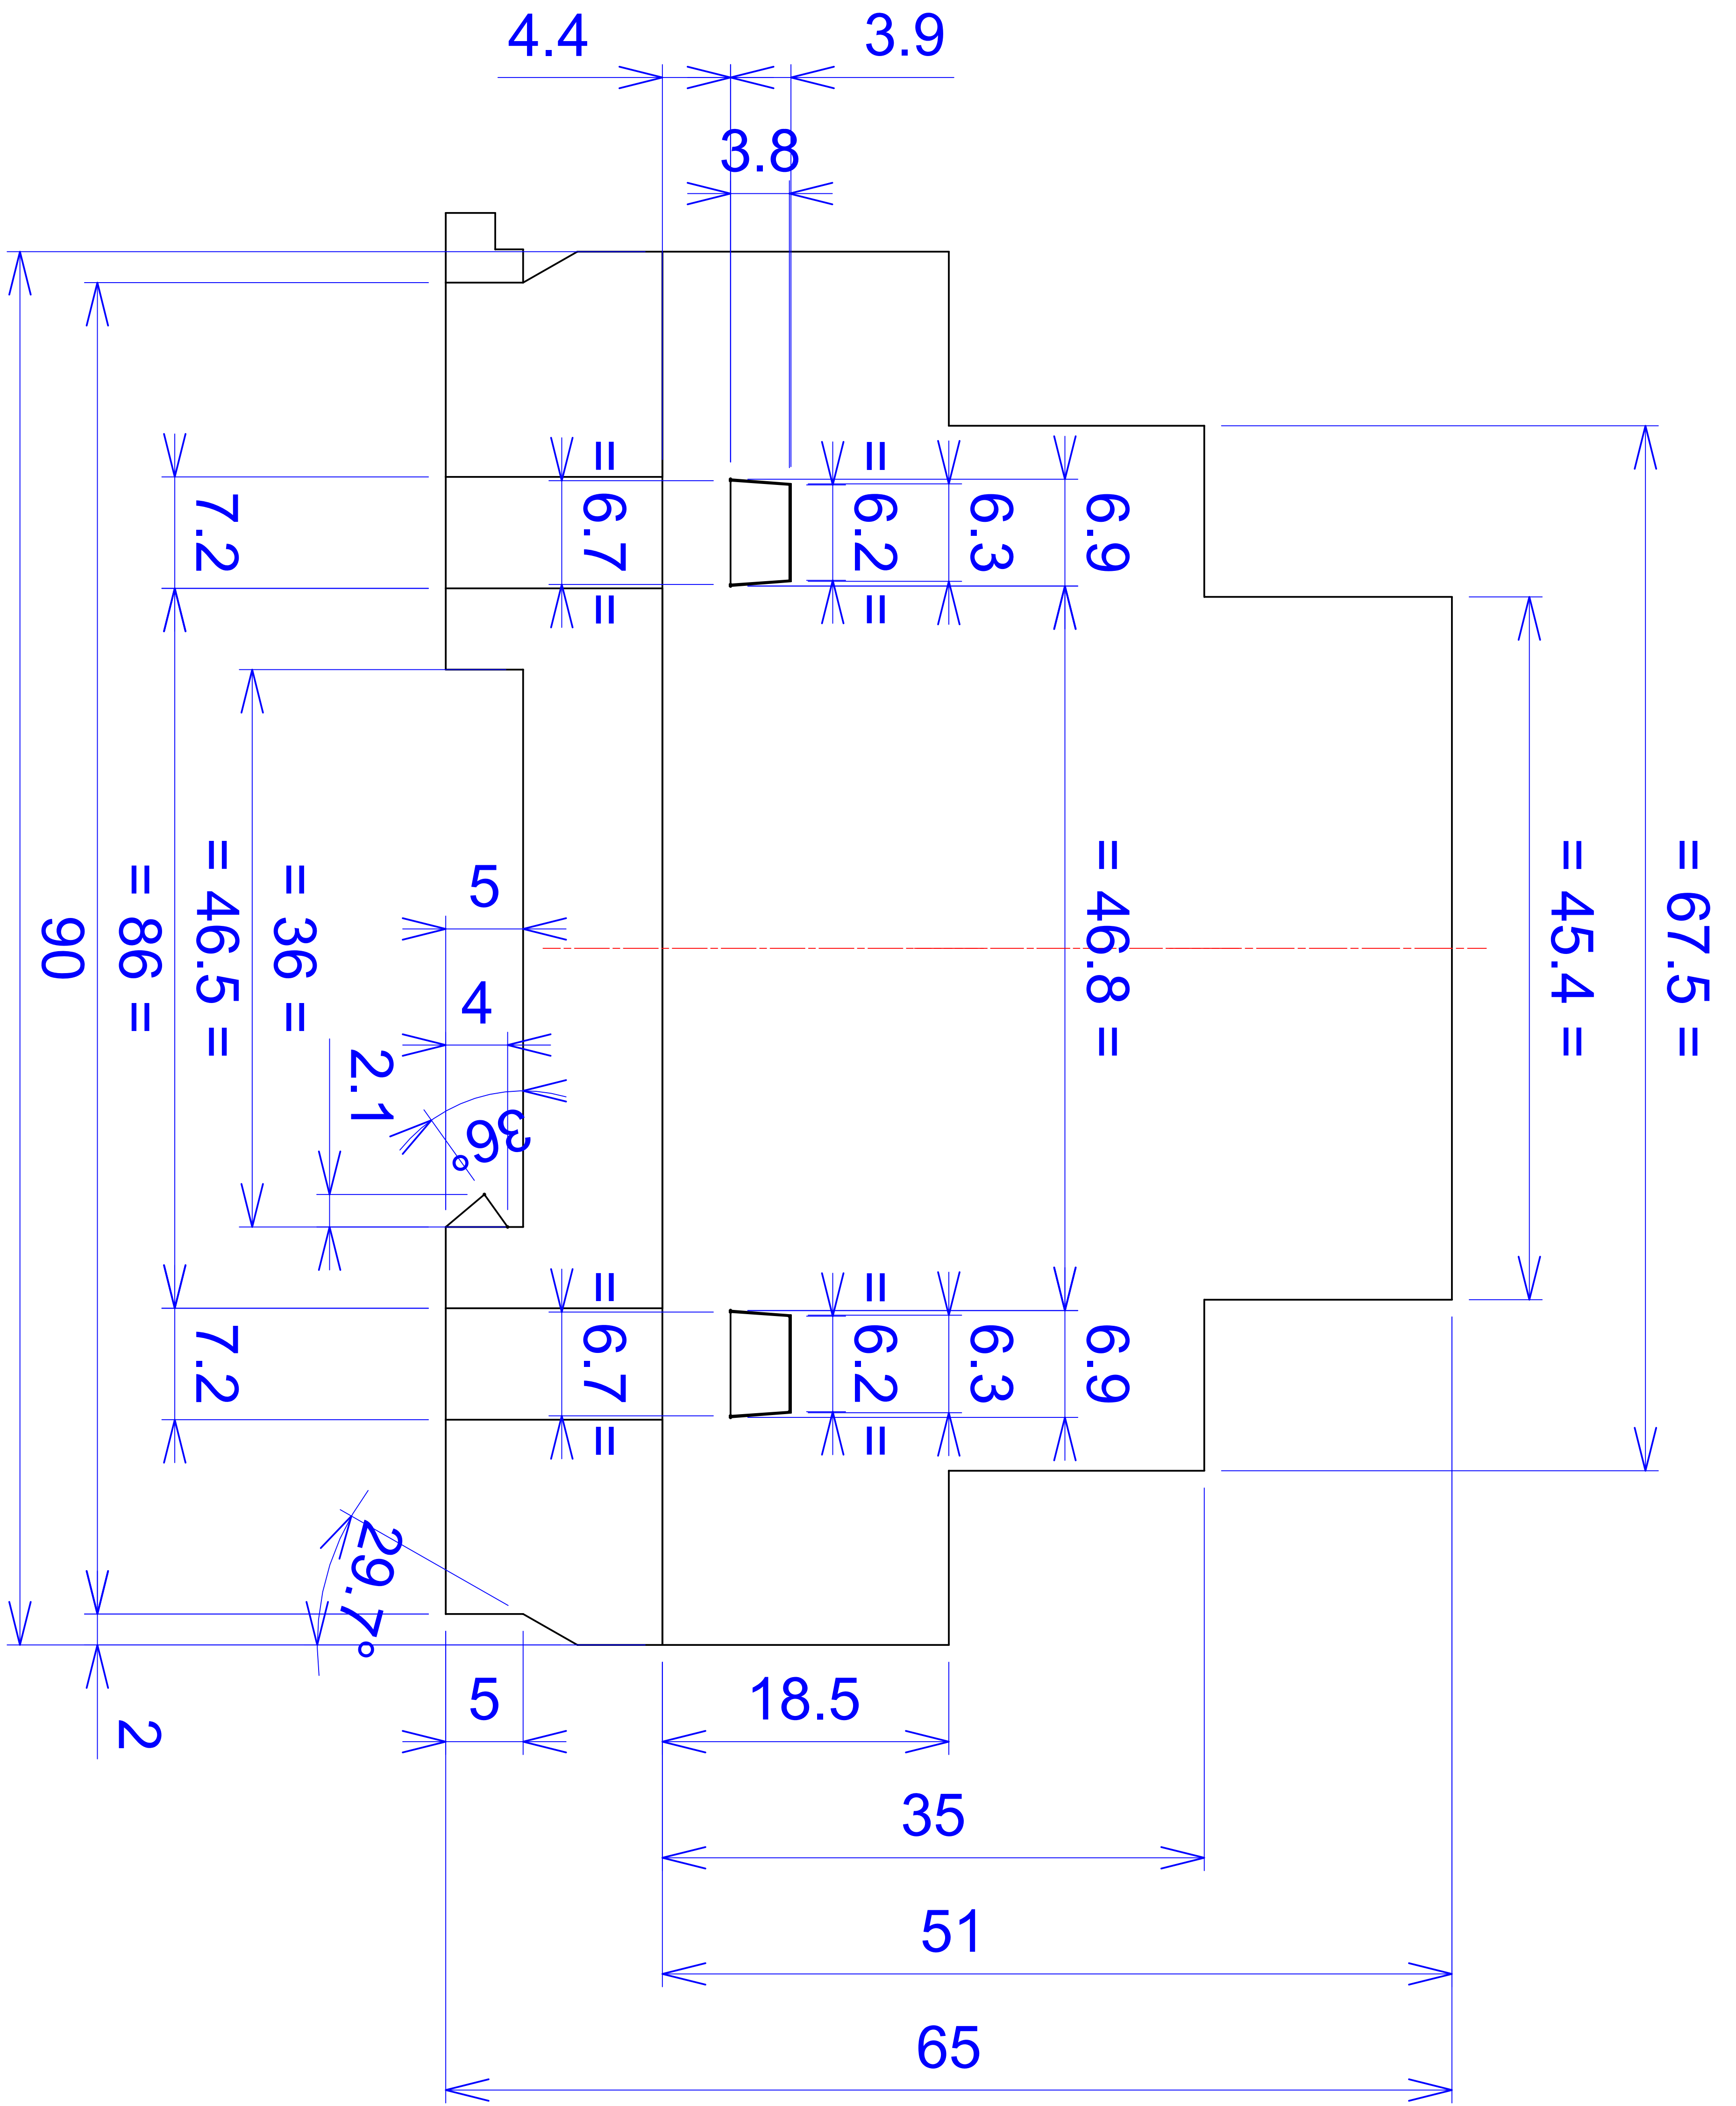 4.4
3.9
3.8
7.2
= 6.7 =
= 6.2 =
6.3
6.9
90
= 86 =
= 46.5 =
= 36 =
5
4
2.1
36°
= 46.8 =
= 45.4 =
= 67.5 =
7.2
= 6.7 =
= 6.2 =
6.3
6.9
29.7°
2
5
18.5
35
51
65